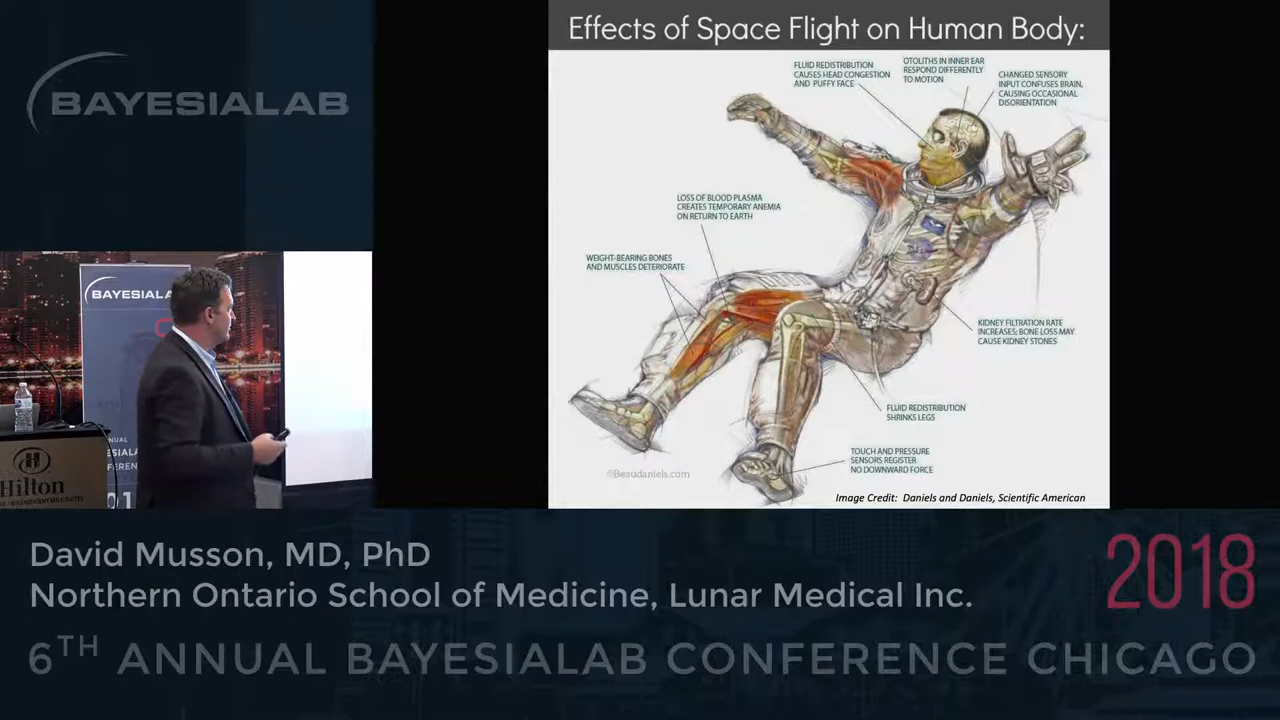 BAYESIALAB
Effects of Space Flight on Human Body:
FLUID REDISTRIBUTION
CAUSES HEAD CONGESTION
AND PUFFY FACE
OTOLITHS IN INNER EAR
RESPOND DIFFERENTLY
TO MOTION
CHANGED SENSORY
INPUT CONFUSES BRAIN,
CAUSING OCCASIONAL
DISORIENTATION
LOSS OF BLOOD PLASMA
CREATES TEMPORARY ANEMIA
ON RETURN TO EARTH
WEIGHT-BEARING BONES
AND MUSCLES DETERIORATE
KIDNEY FILTRATION RATE
INCREASES; BONE LOSS MAY
CAUSE KIDNEY STONES
FLUID REDISTRIBUTION
SHRINKS LEGS
TOUCH AND PRESSURE
SENSORS REGISTER
NO DOWNWARD FORCE
©Beaudaniels.com
Image Credit: Daniels and Daniels, Scientific American
BAYESIALA
H
Hilton
David Musson, MD, PhD
Northern Ontario School of Medicine, Lunar Medical Inc.
2018
6TH ANNUAL BAYESIALAB CONFERENCE CHICAGO